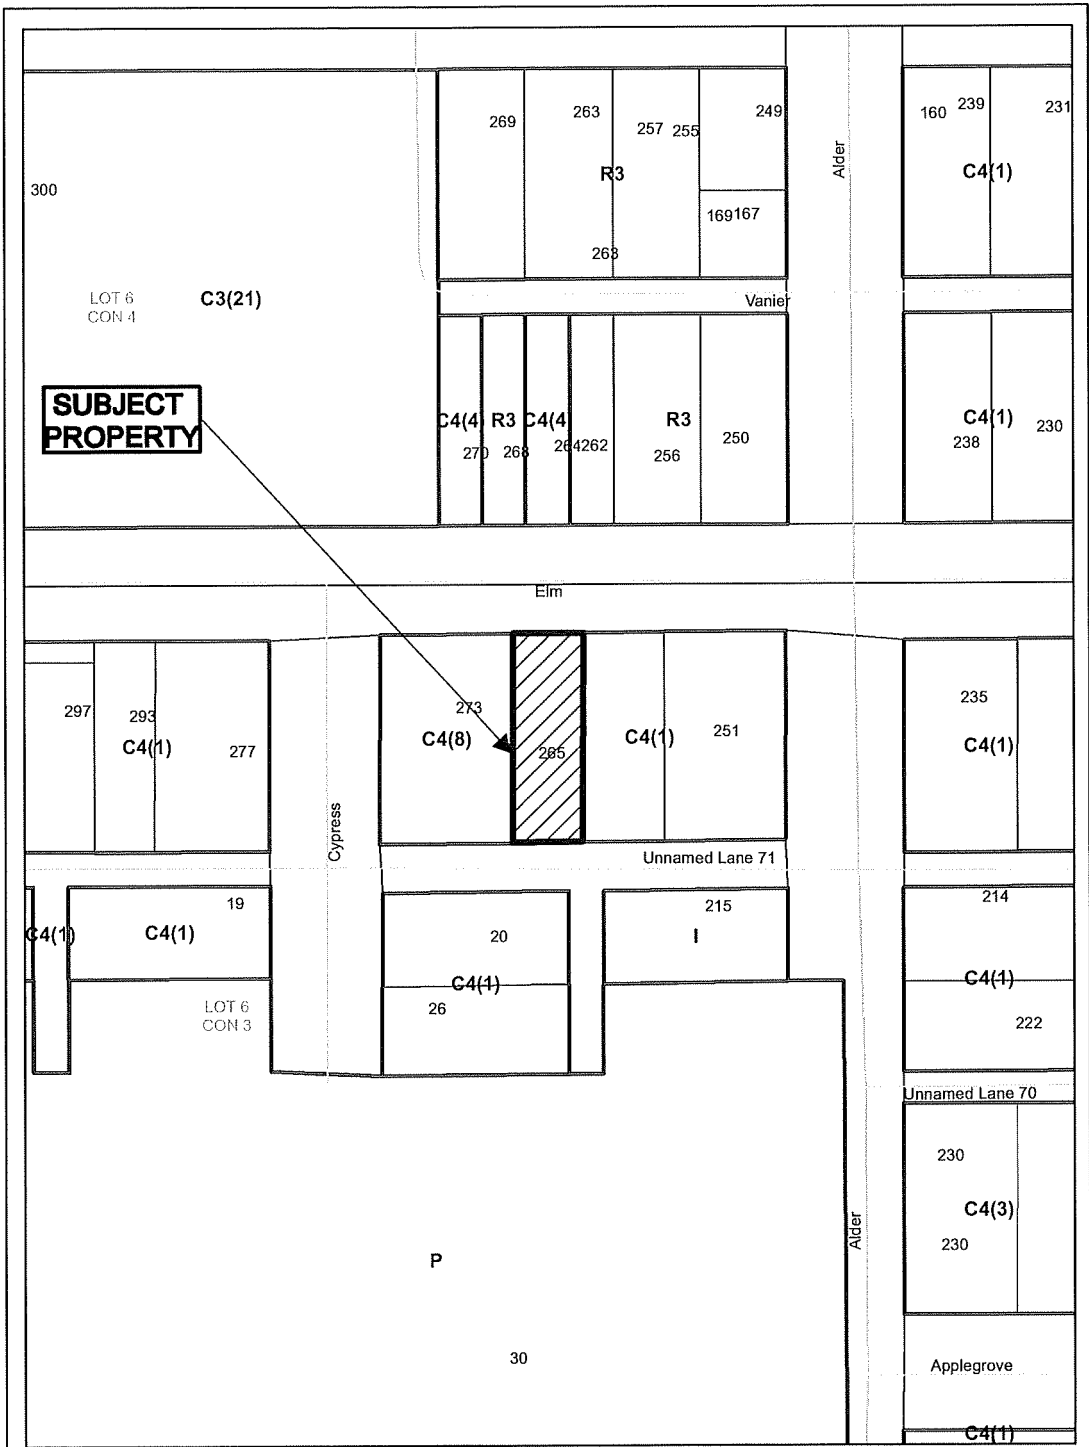 269
263
257
255
249
160
239
231
Alder
R3
C4(1)
300
169
167
263
LOT 6
CON 4
C3(21)
Vanier
SUBJECT
PROPERTY
C4(4)
R3
C4(4)
R3
C4(1)
270
268
264
262
256
250
238
230
Elm
297
293
C4(1)
277
273
C4(8)
265
C4(1)
251
235
C4(1)
Cypress
Unnamed Lane 71
C4(1)
19
C4(1)
20
C4(1)
26
215
I
214
C4(1)
222
LOT 6
CON 3
Unnamed Lane 70
230
C4(3)
230
Alder
P
30
Applegrove
C4(1)